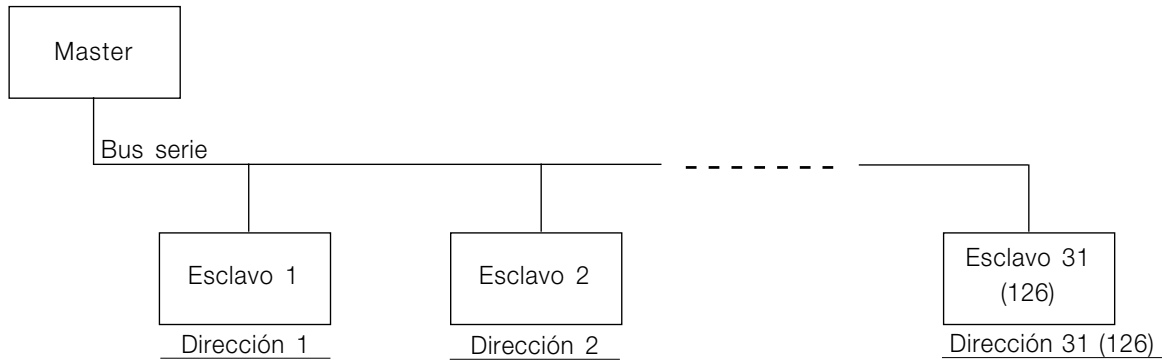 Master
Bus serie
Esclavo 1
Esclavo 2
Esclavo 31
(126)
Dirección 1
Dirección 2
Dirección 31 (126)